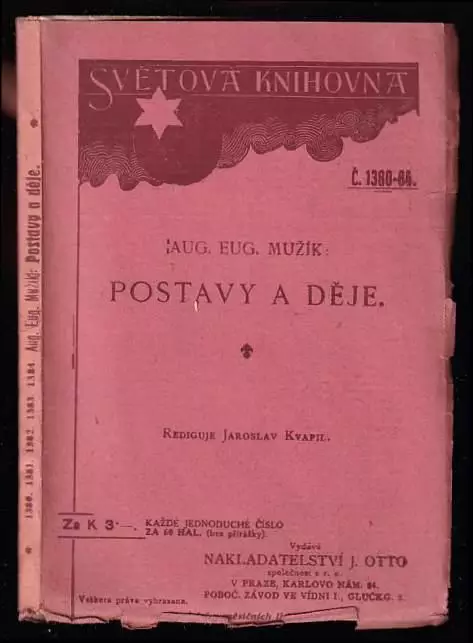 SVĚTOVÁ KNIHOVNA
Č. 1380-84.
AUG. EUG. MUŽÍK:
POSTAVY A DĚJE.
REDIGUJE JAROSLAV KVAPIL.
Za K 3·—.
KAŽDÉ JEDNODUCHÉ ČÍSLO
ZA 60 HAL. (bez přirážky).
Vydává
NAKLADATELSTVÍ J. OTTO
společnost s r. o.
V PRAZE, KARLOVO NÁM. 34.
POBOČ. ZÁVOD VE VÍDNI I., GLUCKG. 3.
Veškera práva vyhrazena.
1380. 1381. 1382. 1383. 1384. Aug. Eug. Mužík: Postavy a děje.